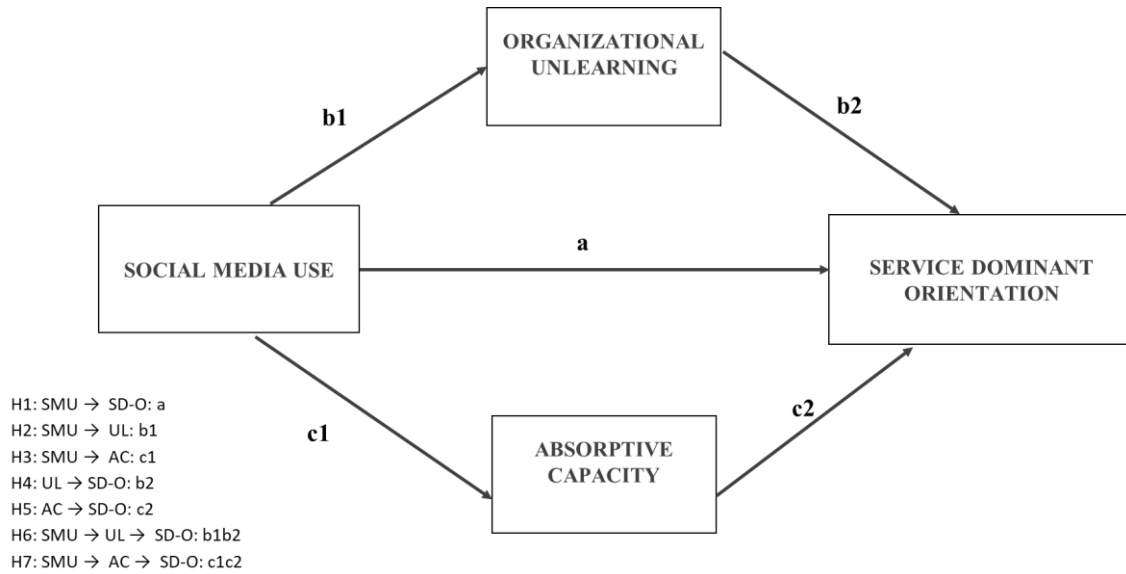 ORGANIZATIONAL
UNLEARNING
b1
b2
SOCIAL MEDIA USE
a
SERVICE DOMINANT
ORIENTATION
c1
c2
ABSORPTIVE
CAPACITY
H1: SMU → SD-O: a
H2: SMU → UL: b1
H3: SMU → AC: c1
H4: UL → SD-O: b2
H5: AC → SD-O: c2
H6: SMU → UL → SD-O: b1b2
H7: SMU → AC → SD-O: c1c2